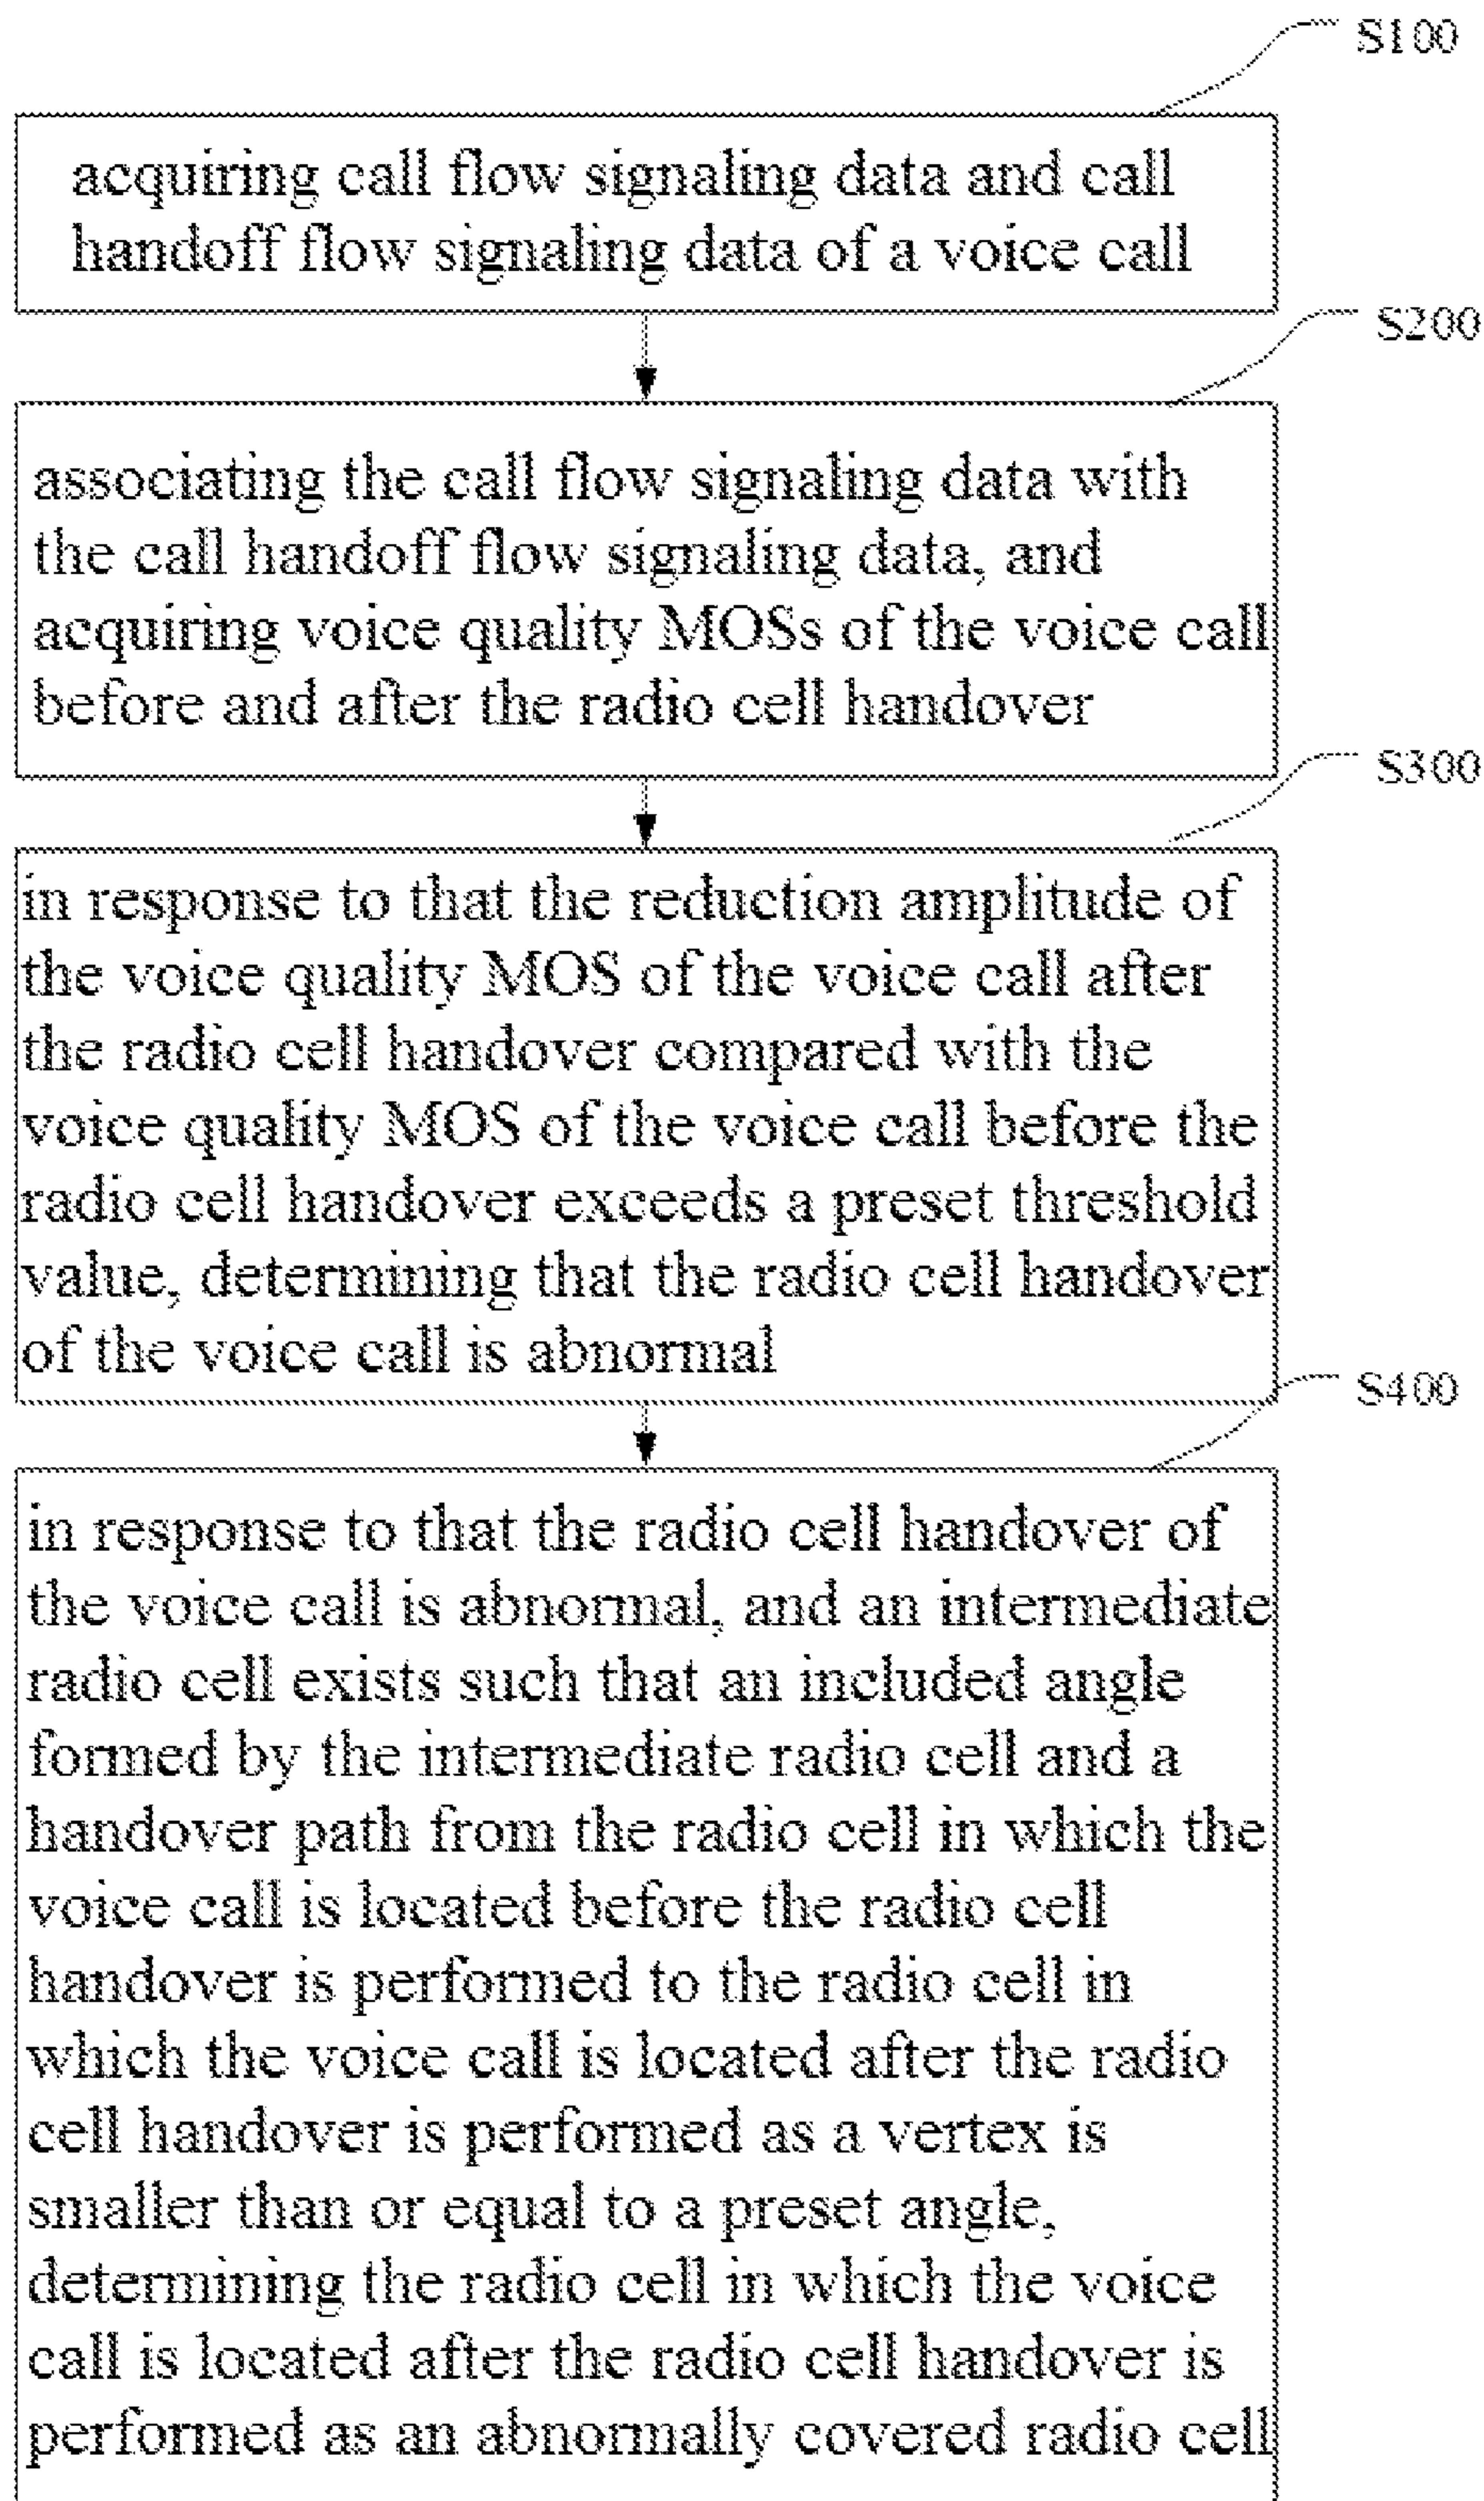 S100
acquiring call flow signaling data and call
handoff flow signaling data of a voice call
S200
associating the call flow signaling data with
the call handoff flow signaling data, and
acquiring voice quality MOSs of the voice call
before and after the radio cell handover
S300
in response to that the reduction amplitude of
the voice quality MOS of the voice call after
the radio cell handover compared with the
voice quality MOS of the voice call before the
radio cell handover exceeds a preset threshold
value, determining that the radio cell handover
of the voice call is abnormal
S400
in response to that the radio cell handover of
the voice call is abnormal, and an intermediate
radio cell exists such that an included angle
formed by the intermediate radio cell and a
handover path from the radio cell in which the
voice call is located before the radio cell
handover is performed to the radio cell in
which the voice call is located after the radio
cell handover is performed as a vertex is
smaller than or equal to a preset angle,
determining the radio cell in which the voice
call is located after the radio cell handover is
performed as an abnormally covered radio cell